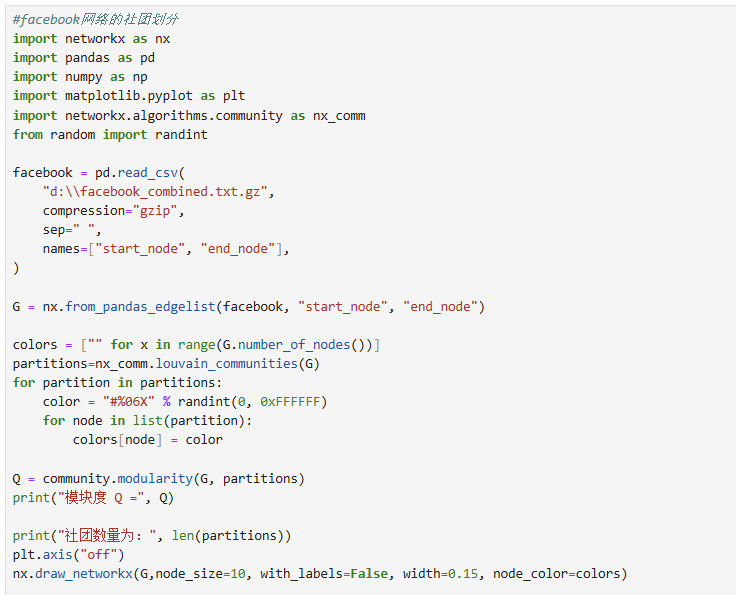 #facebook网络的社团划分
import networkx as nx
import pandas as pd
import numpy as np
import matplotlib.pyplot as plt
import networkx.algorithms.community as nx_comm
from random import randint

facebook = pd.read_csv(
    "d:\\facebook_combined.txt.gz",
    compression="gzip",
    sep=" ",
    names=["start_node", "end_node"],
)

G = nx.from_pandas_edgelist(facebook, "start_node", "end_node")

colors = ["" for x in range(G.number_of_nodes())]
partitions=nx_comm.louvain_communities(G)
for partition in partitions:
    color = "#%06X" % randint(0, 0xFFFFFF)
    for node in list(partition):
        colors[node] = color

Q = community.modularity(G, partitions)
print("模块度 Q =", Q)

print("社团数量为：", len(partitions))
plt.axis("off")
nx.draw_networkx(G,node_size=10, with_labels=False, width=0.15, node_color=colors)